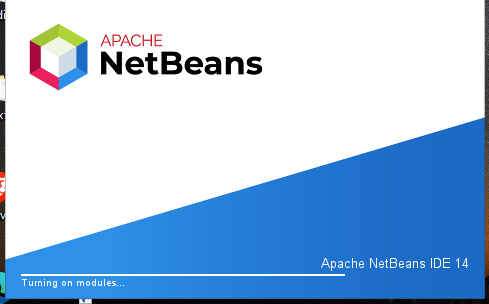 APACHE
NetBeans
Apache NetBeans IDE 14
Turning on modules...